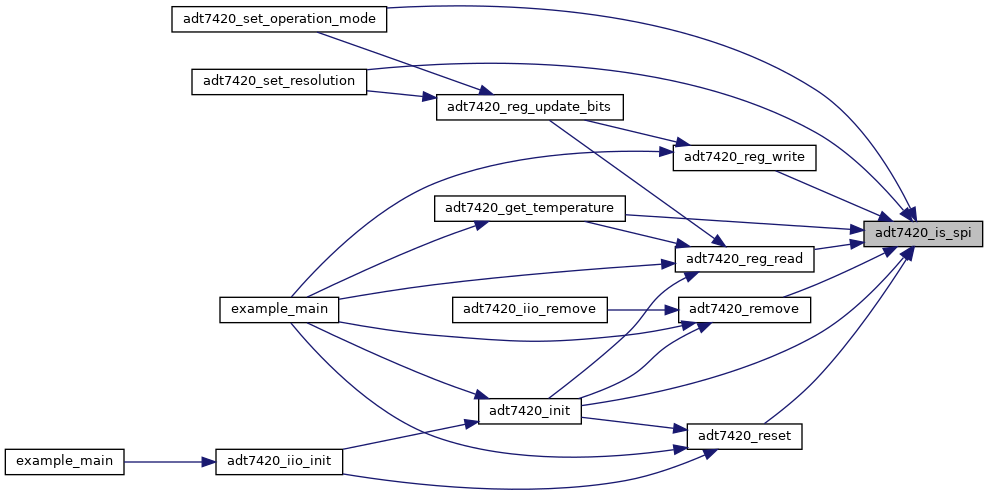 adt7420_set_operation_mode
adt7420_set_resolution
adt7420_reg_update_bits
adt7420_reg_write
adt7420_get_temperature
adt7420_is_spi
adt7420_reg_read
example_main
adt7420_iio_remove
adt7420_remove
adt7420_init
adt7420_reset
example_main
adt7420_iio_init